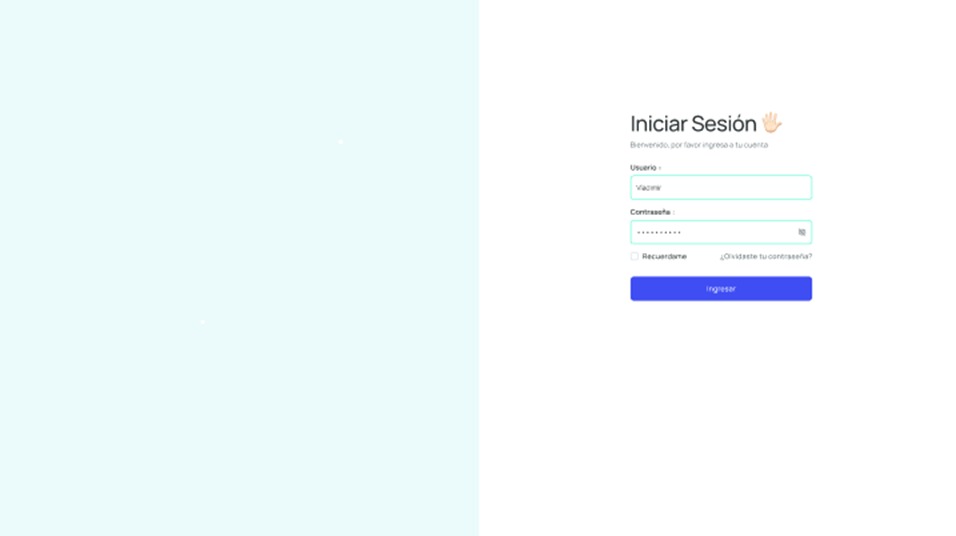 Iniciar Sesión 🖐🏻
Bienvenido, por favor ingresa a tu cuenta
Usuario :
Vladimir
Contraseña :
••••••••••
Recuerdame
¿Olvidaste tu contraseña?
Ingresar